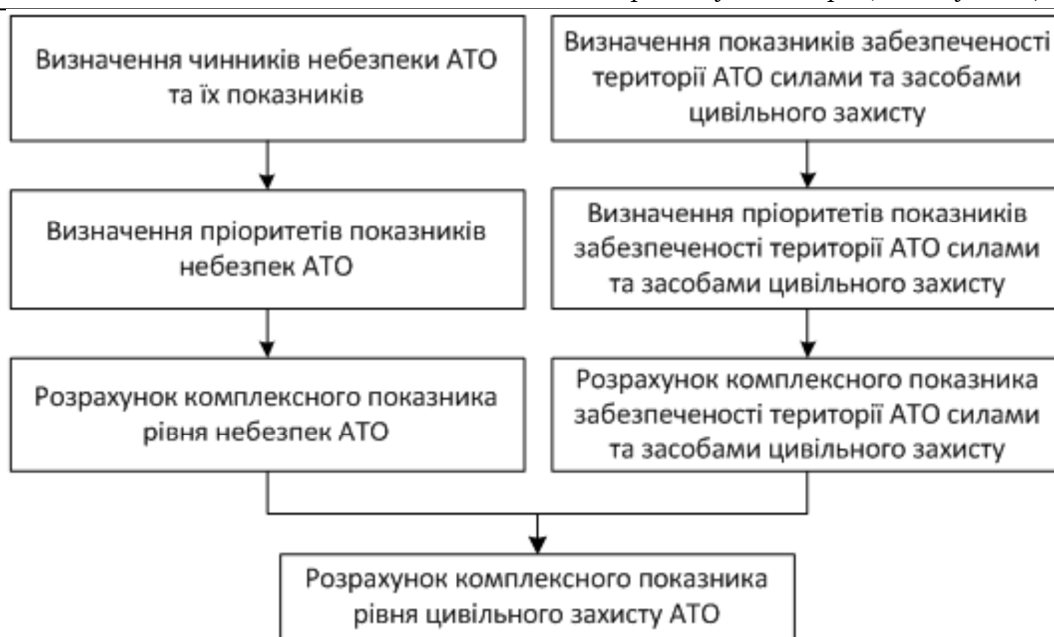 Визначення чинників небезпеки АТО
та їх показників
Визначення показників забезпеченості
території АТО силами та засобами
цивільного захисту
Визначення пріоритетів показників
небезпек АТО
Визначення пріоритетів показників
забезпеченості території АТО силами
та засобами цивільного захисту
Розрахунок комплексного показника
рівня небезпек АТО
Розрахунок комплексного показника
забезпеченості території АТО силами
та засобами цивільного захисту
Розрахунок комплексного показника
рівня цивільного захисту АТО